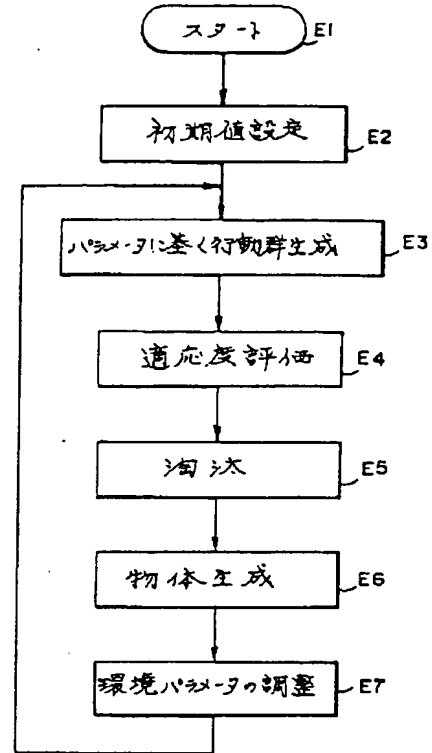 スタート E1
初期値設定 E2
パラメータに基く行動群生成 E3
適応度評価 E4
淘汰 E5
物体生成 E6
環境パラメータの調整 E7